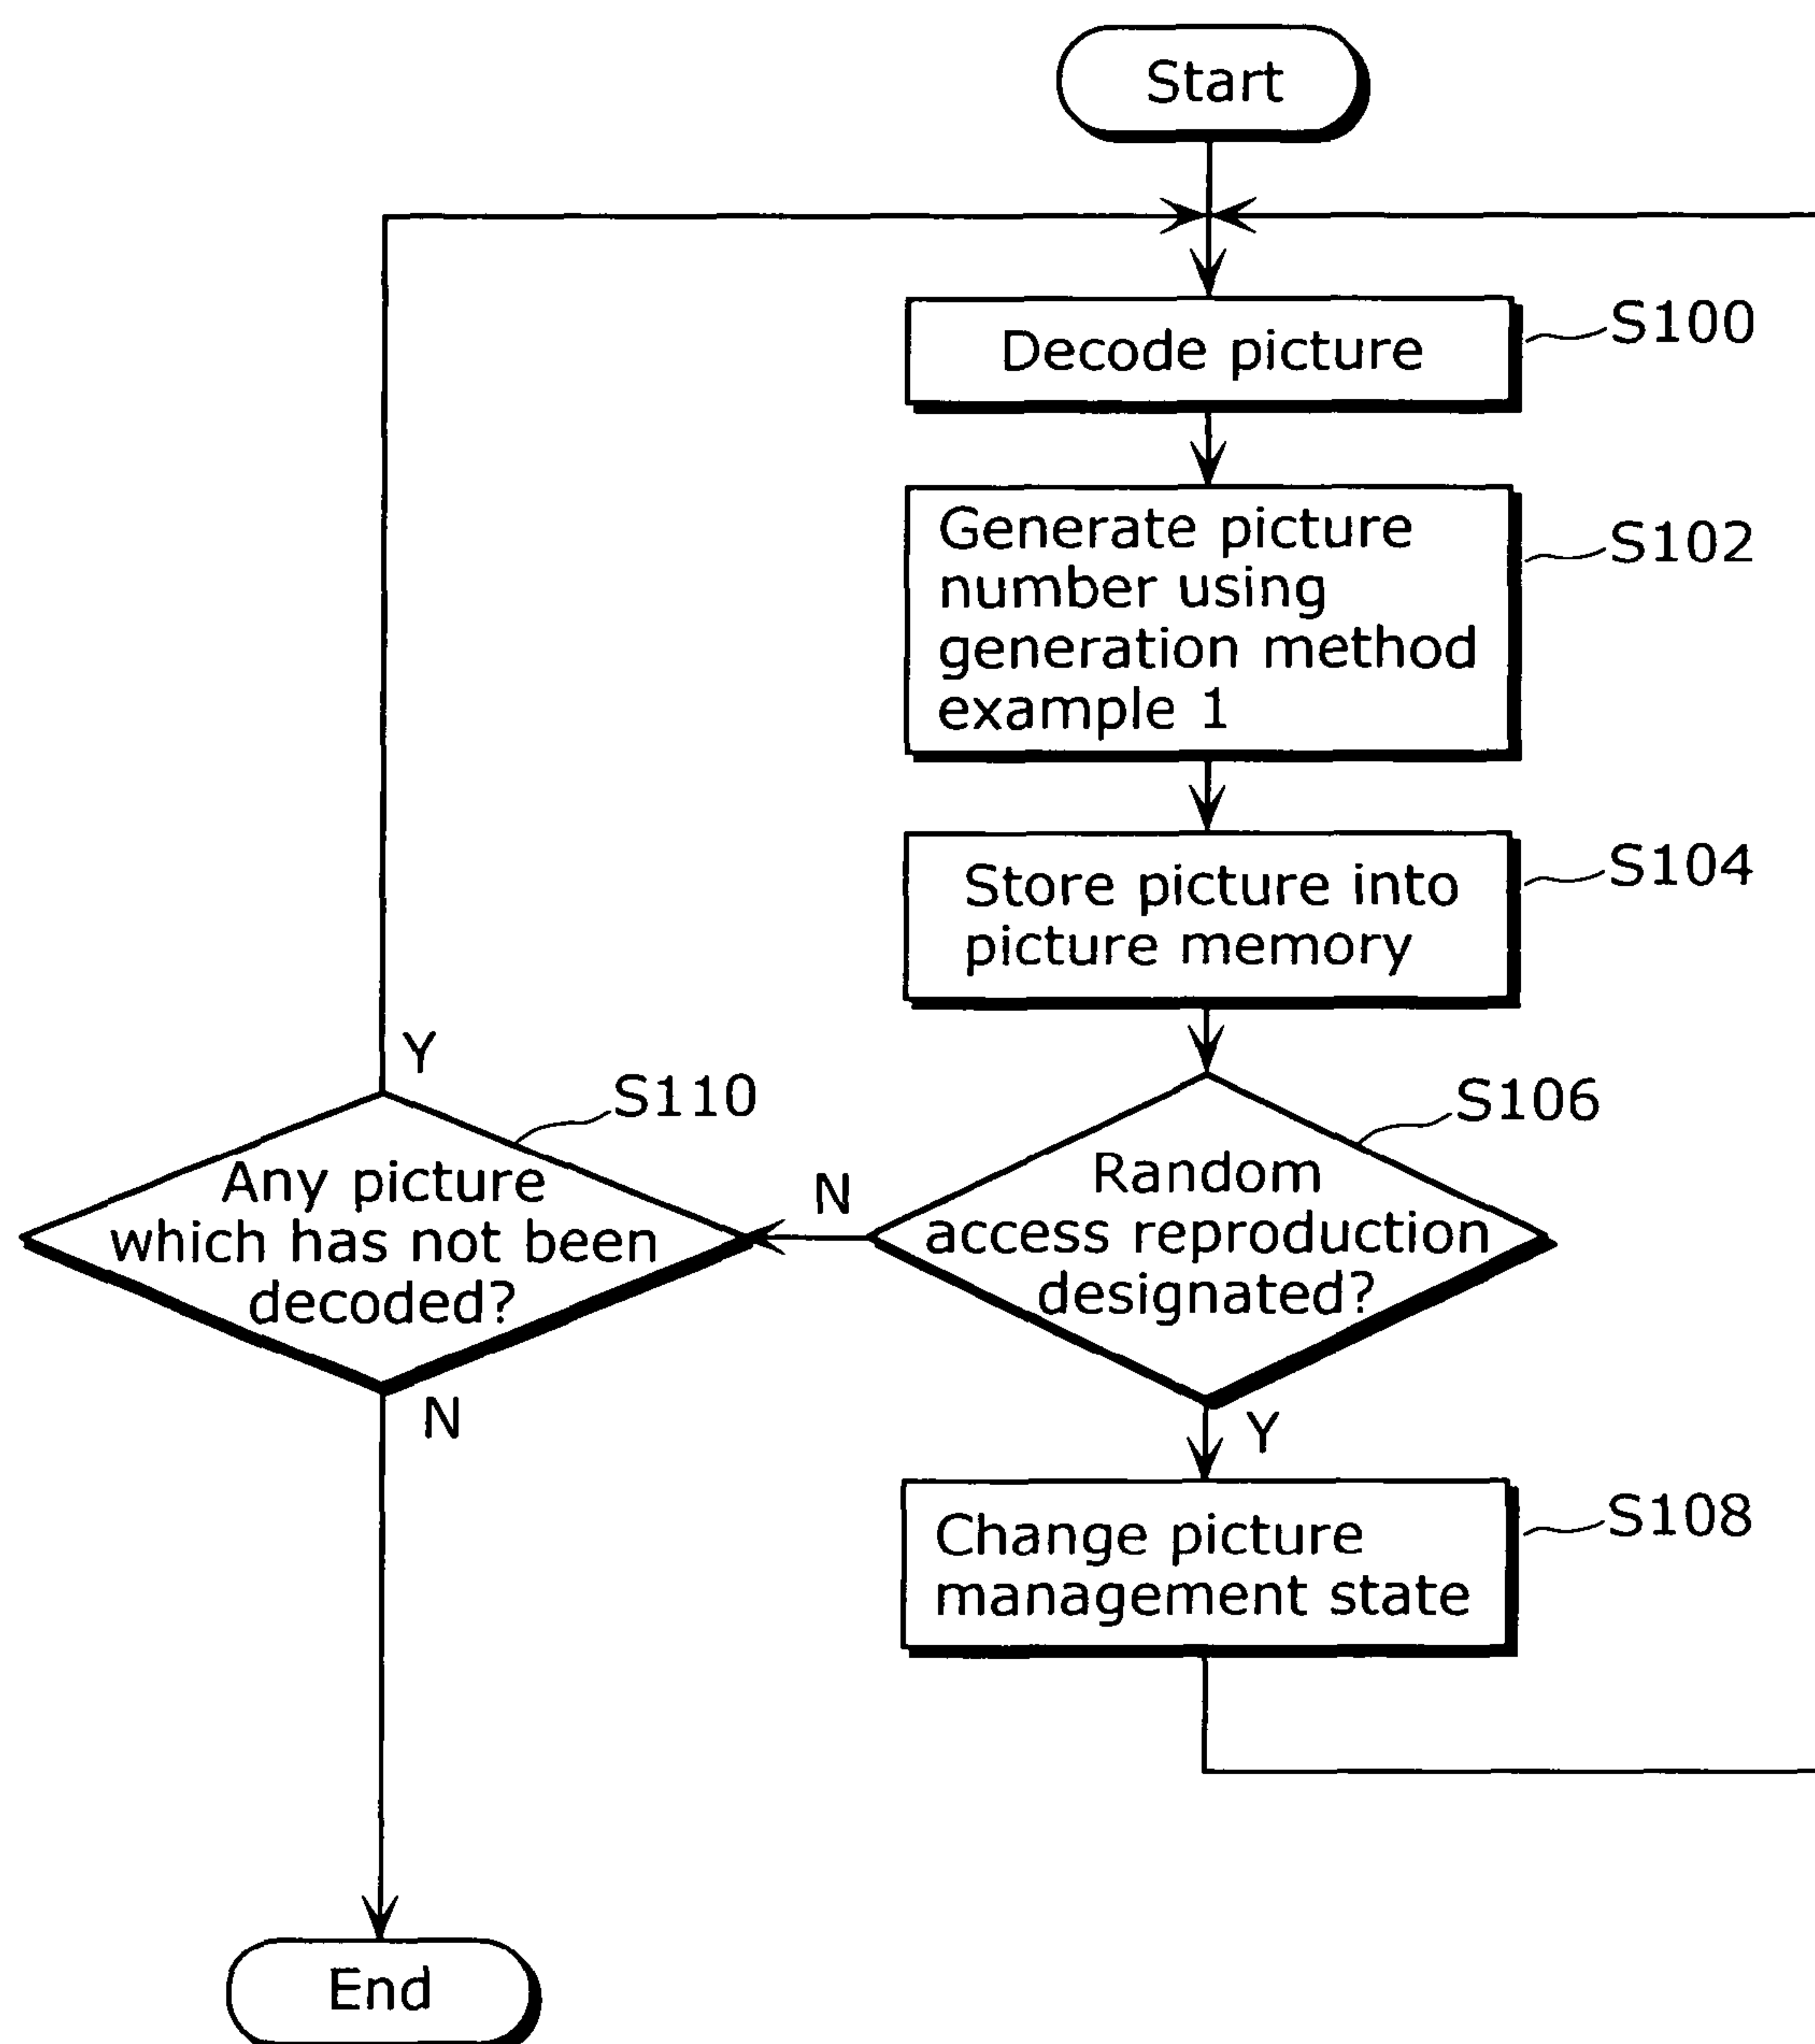 Start
Decode picture
S100
Generate picture
number using
generation method
example 1
S102
Store picture into
picture memory
S104
Random
access reproduction
designated?
S106
N
Y
Any picture
which has not been
decoded?
S110
Y
N
Change picture
management state
S108
End